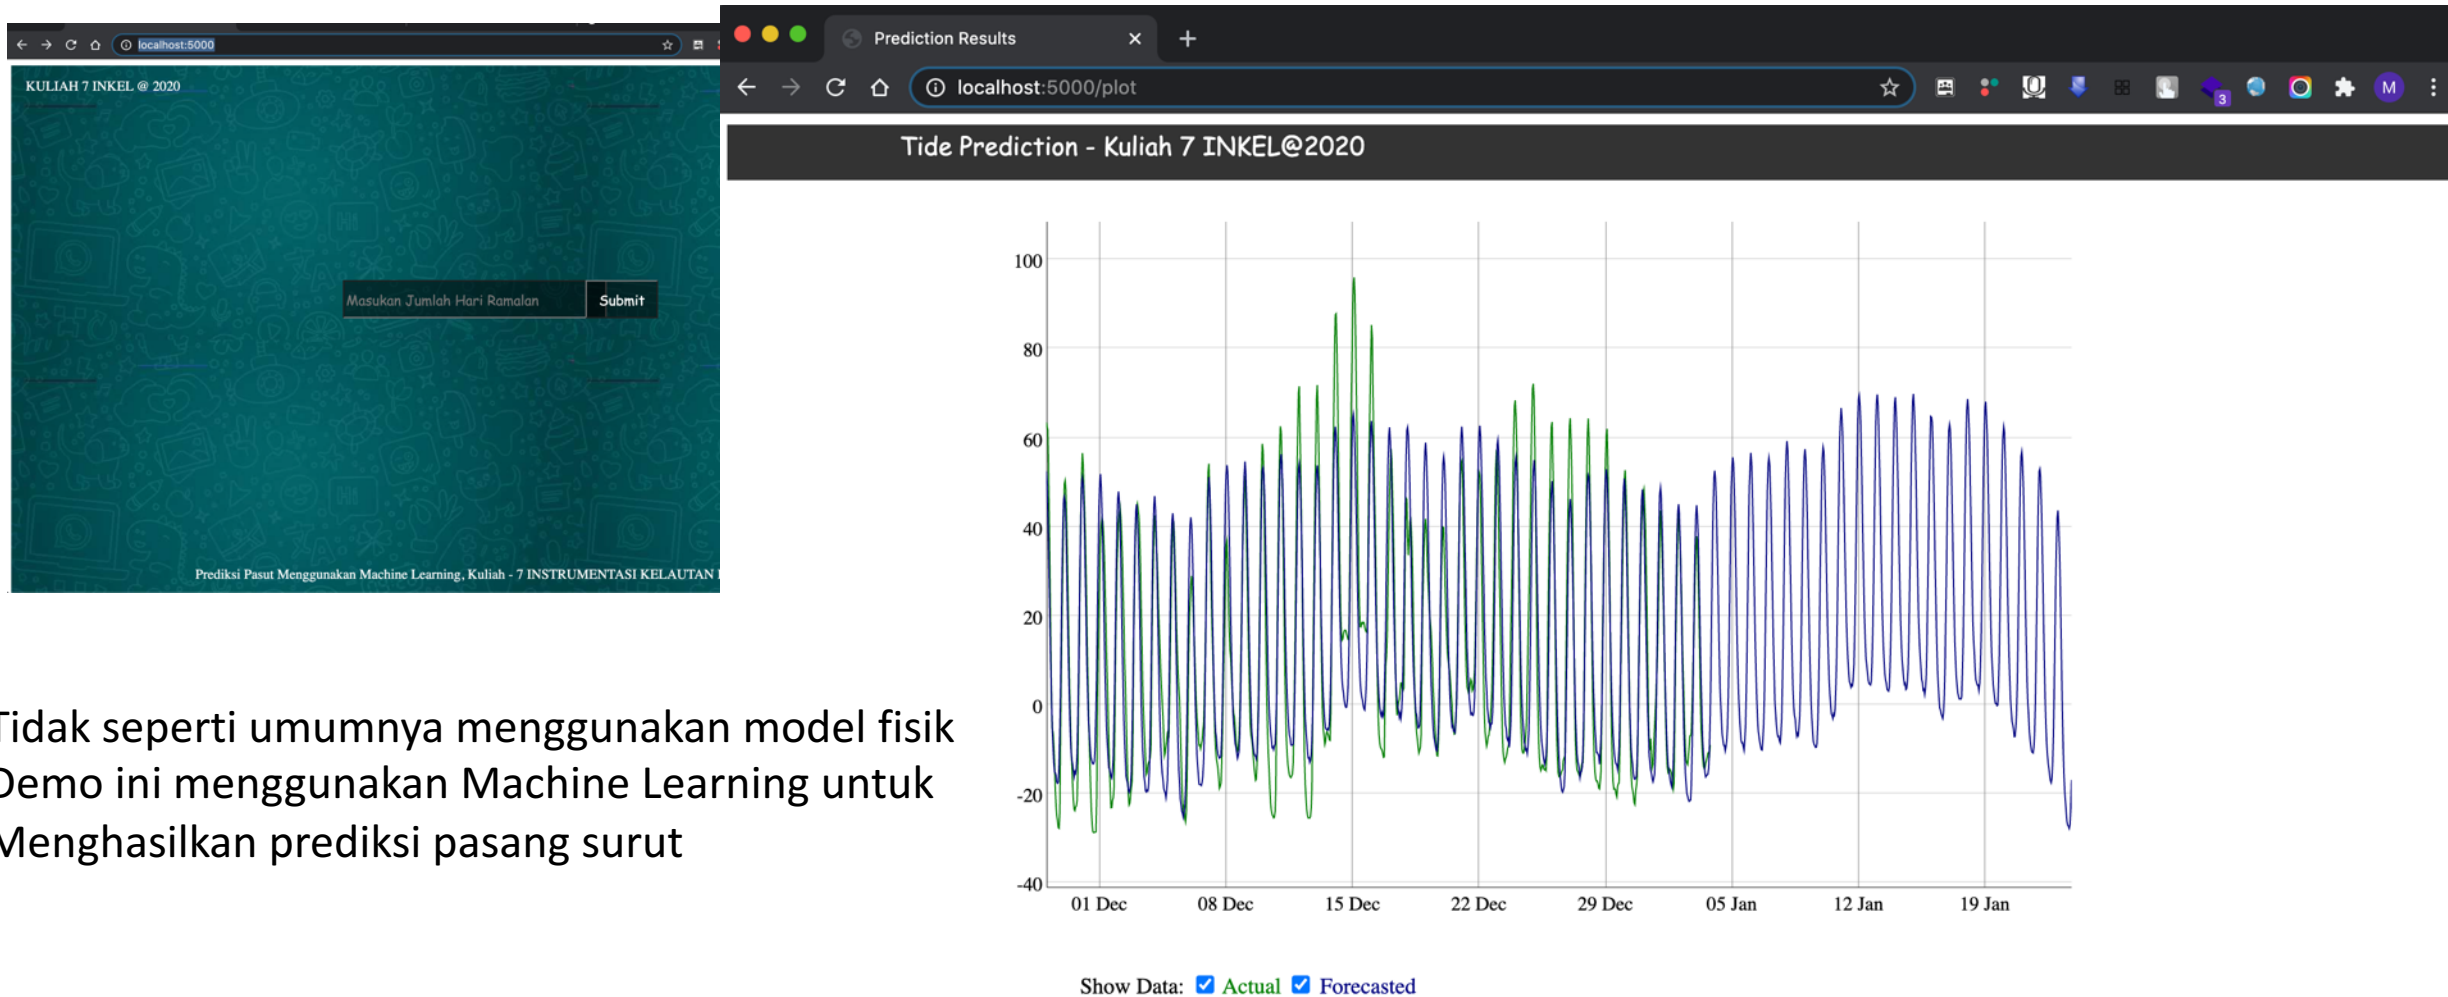 localhost:5000
KULIAH 7 INKEL @ 2020
Masukan Jumlah Hari Ramalan
Submit
Prediksi Pasut Menggunakan Machine Learning, Kuliah - 7 INSTRUMENTASI KELAUTAN
Prediction Results
localhost:5000/plot
3
M
Tide Prediction - Kuliah 7 INKEL@2020
100
80
60
40
20
0
-20
-40
01 Dec 08 Dec 15 Dec 22 Dec 29 Dec 05 Jan 12 Jan 19 Jan
Show Data: Actual Forecasted
Tidak seperti umumnya menggunakan model fisik
Demo ini menggunakan Machine Learning untuk
Menghasilkan prediksi pasang surut